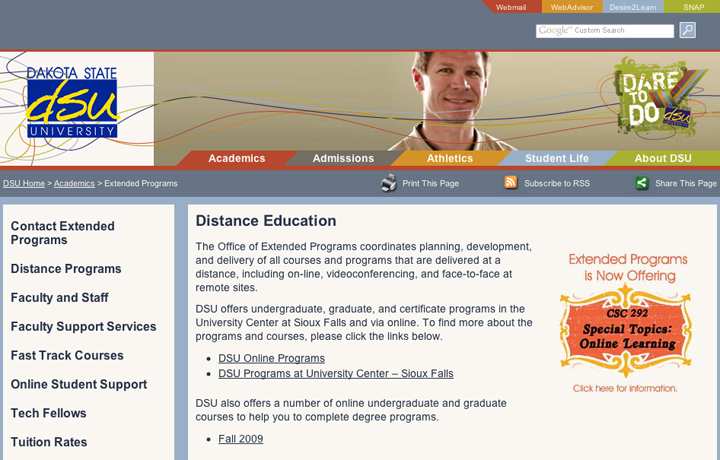 Webmail WebAdvisor Desire2Learn SNAP
Google™ Custom Search
DAKOTA STATE
dsu
UNIVERSITY
DARE
TO
DO
dsu
Academics Admissions Athletics Student Life About DSU
DSU Home > Academics > Extended Programs
Print This Page Subscribe to RSS Share This Page
Contact Extended
Programs
Distance Programs
Faculty and Staff
Faculty Support Services
Fast Track Courses
Online Student Support
Tech Fellows
Tuition Rates
Distance Education
The Office of Extended Programs coordinates planning, development,
and delivery of all courses and programs that are delivered at a
distance, including on-line, videoconferencing, and face-to-face at
remote sites.
DSU offers undergraduate, graduate, and certificate programs in the
University Center at Sioux Falls and via online. To find more about the
programs and courses, please click the links below.
• DSU Online Programs
• DSU Programs at University Center – Sioux Falls
DSU also offers a number of online undergraduate and graduate
courses to help you to complete degree programs.
• Fall 2009
Extended Programs
is Now Offering
CSC 292
Special Topics:
Online Learning
Click here for information.